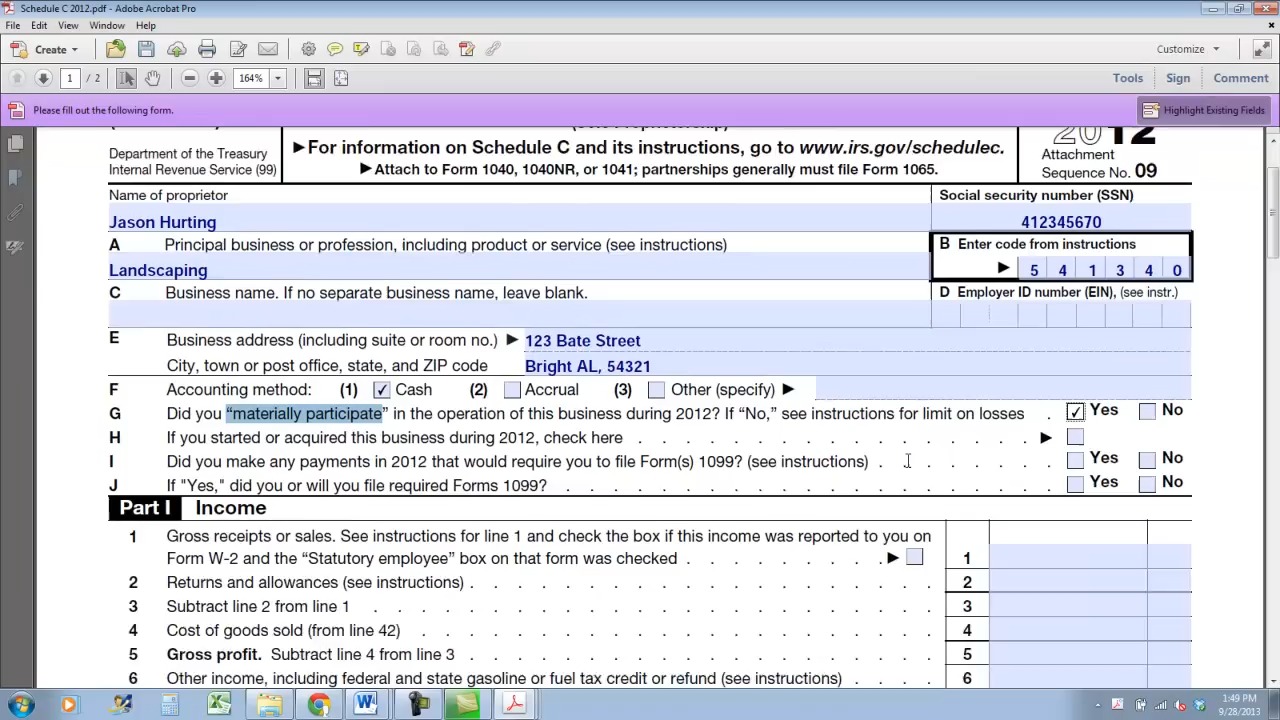 Schedule C 2012.pdf - Adobe Acrobat Pro
File Edit View Window Help
Create Customize
1 / 2 164% Tools Sign Comment
Please fill out the following form. Highlight Existing Fields
Department of the Treasury
Internal Revenue Service (99)
►For information on Schedule C and its instructions, go to www.irs.gov/schedulec.
►Attach to Form 1040, 1040NR, or 1041; partnerships generally must file Form 1065.
2012
Attachment
Sequence No. 09
Name of proprietor Social security number (SSN)
Jason Hurting 412345670
A Principal business or profession, including product or service (see instructions) B Enter code from instructions
Landscaping ► 5 4 1 3 4 0
C Business name. If no separate business name, leave blank. D Employer ID number (EIN), (see instr.)
E Business address (including suite or room no.) ► 123 Bate Street
City, town or post office, state, and ZIP code Bright AL, 54321
F Accounting method: (1) ✓ Cash (2) Accrual (3) Other (specify) ►
G Did you “materially participate” in the operation of this business during 2012? If “No,” see instructions for limit on losses . ✓ Yes No
H If you started or acquired this business during 2012, check here . . . . . . . . . . . . . . . . . ►
I Did you make any payments in 2012 that would require you to file Form(s) 1099? (see instructions) . . . . . . . . Yes No
J If "Yes," did you or will you file required Forms 1099? . . . . . . . . . . . . . . . . . . . . . Yes No
Part I Income
1 Gross receipts or sales. See instructions for line 1 and check the box if this income was reported to you on
Form W-2 and the “Statutory employee” box on that form was checked . . . . . . . . . ► 1
2 Returns and allowances (see instructions) . . . . . . . . . . . . . . . . . . . . 2
3 Subtract line 2 from line 1 . . . . . . . . . . . . . . . . . . . . . . . . 3
4 Cost of goods sold (from line 42) . . . . . . . . . . . . . . . . . . . . . . 4
5 Gross profit. Subtract line 4 from line 3 . . . . . . . . . . . . . . . . . . . . 5
6 Other income, including federal and state gasoline or fuel tax credit or refund (see instructions) . . . . 6
1:49 PM
9/28/2013